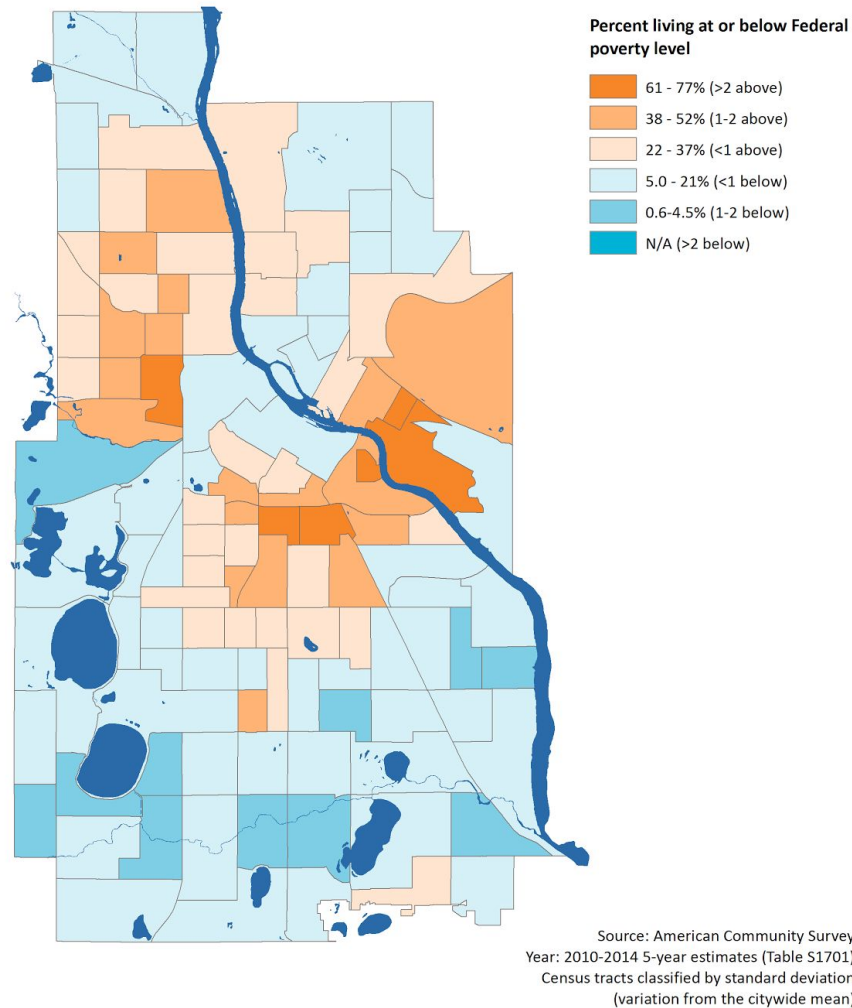 Percent living at or below Federal
poverty level
61 - 77% (>2 above)
38 - 52% (1-2 above)
22 - 37% (<1 above)
5.0 - 21% (<1 below)
0.6-4.5% (1-2 below)
N/A (>2 below)
Source: American Community Survey
Year: 2010-2014 5-year estimates (Table S1701)
Census tracts classified by standard deviation
(variation from the citywide mean)